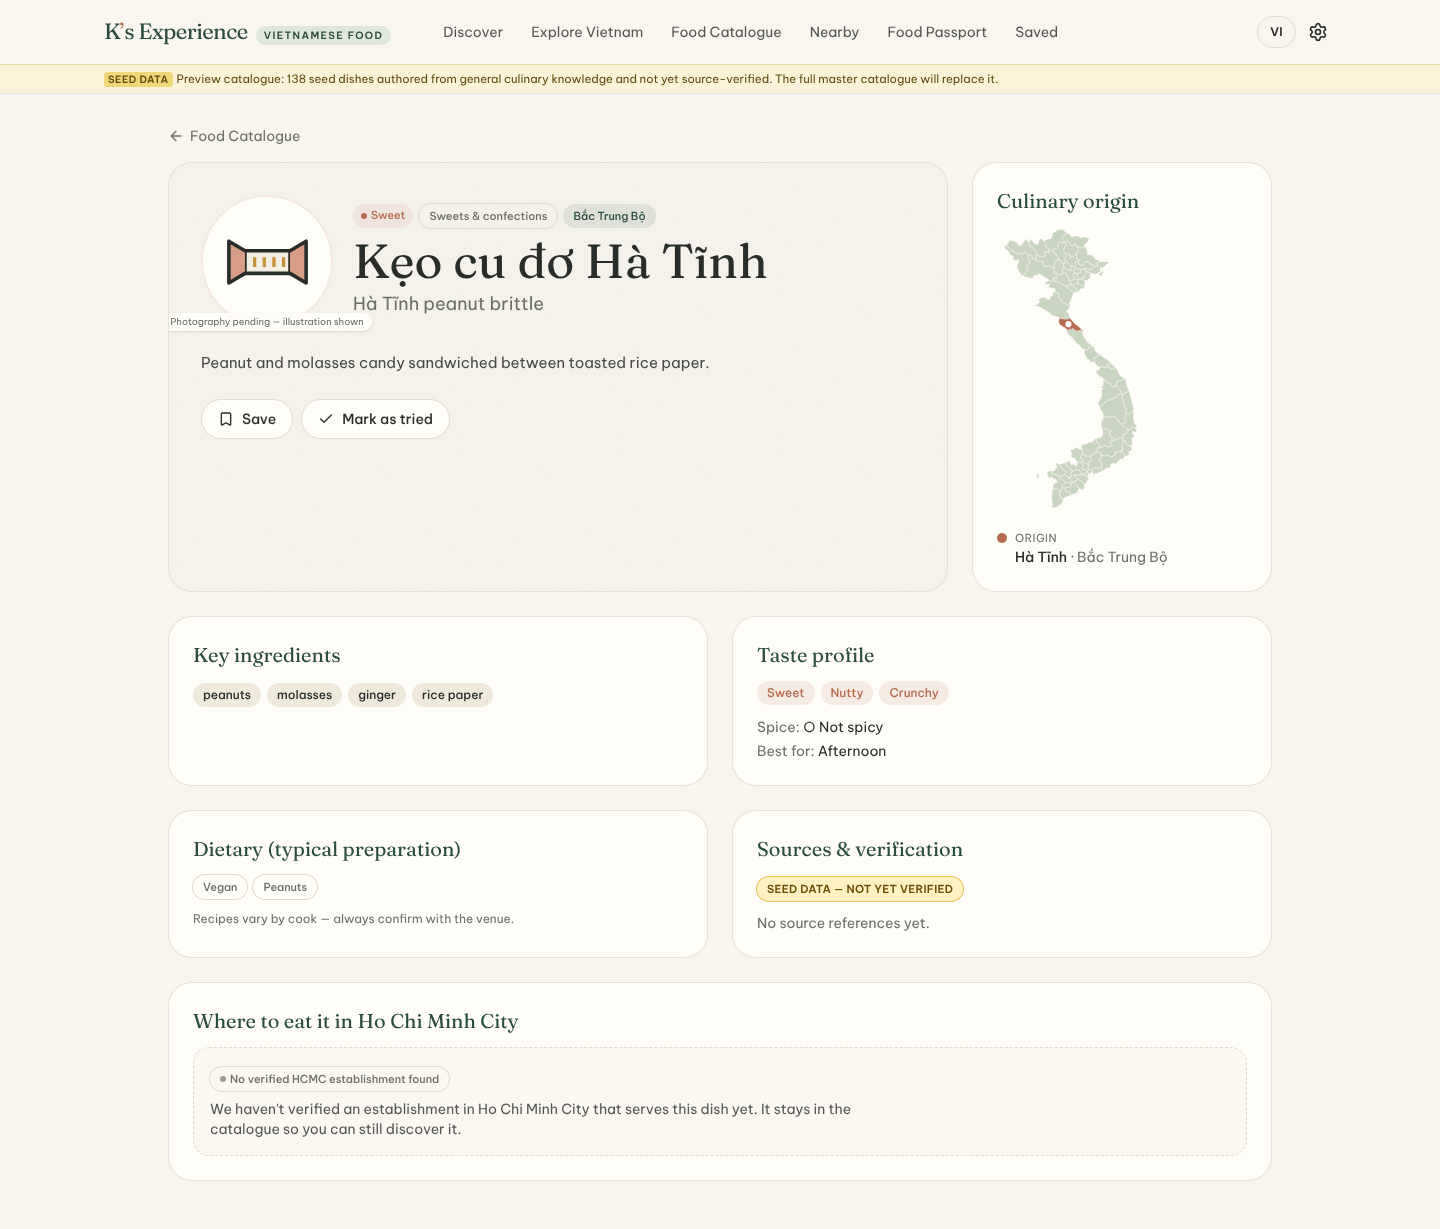 K's Experience VIETNAMESE FOOD
Discover Explore Vietnam Food Catalogue Nearby Food Passport Saved
VI
SEED DATA Preview catalogue: 138 seed dishes authored from general culinary knowledge and not yet source-verified. The full master catalogue will replace it.
Food Catalogue
Sweet Sweets & confections Bắc Trung Bộ
Kẹo cu đơ Hà Tĩnh
Hà Tĩnh peanut brittle
Photography pending — illustration shown
Peanut and molasses candy sandwiched between toasted rice paper.
Save Mark as tried
Culinary origin
ORIGIN
Hà Tĩnh · Bắc Trung Bộ
Key ingredients
peanuts molasses ginger rice paper
Taste profile
Sweet Nutty Crunchy
Spice: Not spicy
Best for: Afternoon
Dietary (typical preparation)
Vegan Peanuts
Recipes vary by cook — always confirm with the venue.
Sources & verification
SEED DATA — NOT YET VERIFIED
No source references yet.
Where to eat it in Ho Chi Minh City
No verified HCMC establishment found
We haven't verified an establishment in Ho Chi Minh City that serves this dish yet. It stays in the
catalogue so you can still discover it.